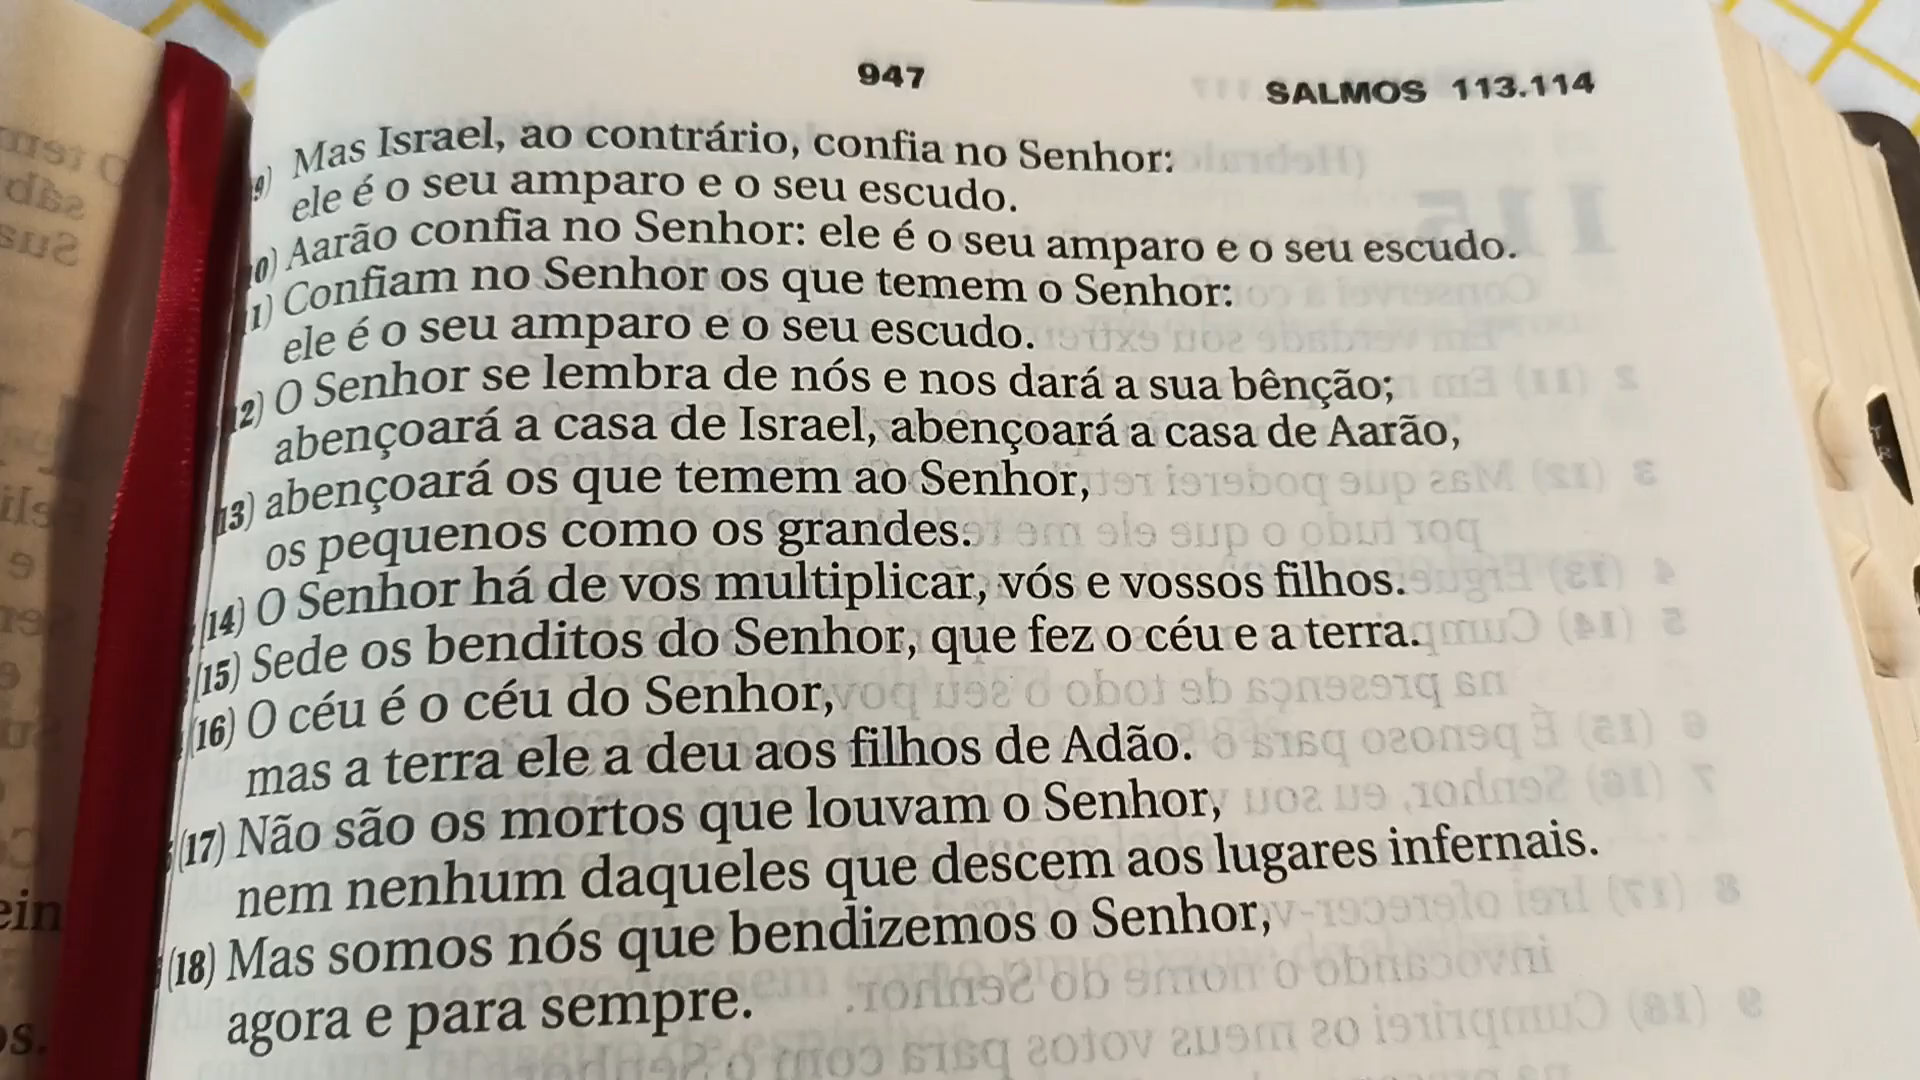 947
SALMOS 113.114
9) Mas Israel, ao contrário, confia no Senhor:
ele é o seu amparo e o seu escudo.
0) Aarão confia no Senhor: ele é o seu amparo e o seu escudo.
1) Confiam no Senhor os que temem o Senhor:
ele é o seu amparo e o seu escudo.
2) O Senhor se lembra de nós e nos dará a sua bênção;
abençoará a casa de Israel, abençoará a casa de Aarão,
13) abençoará os que temem ao Senhor,
os pequenos como os grandes.
(14) O Senhor há de vos multiplicar, vós e vossos filhos.
(15) Sede os benditos do Senhor, que fez o céu e a terra.
(16) O céu é o céu do Senhor,
mas a terra ele a deu aos filhos de Adão.
(17) Não são os mortos que louvam o Senhor,
nem nenhum daqueles que descem aos lugares infernais.
(18) Mas somos nós que bendizemos o Senhor,
agora e para sempre.